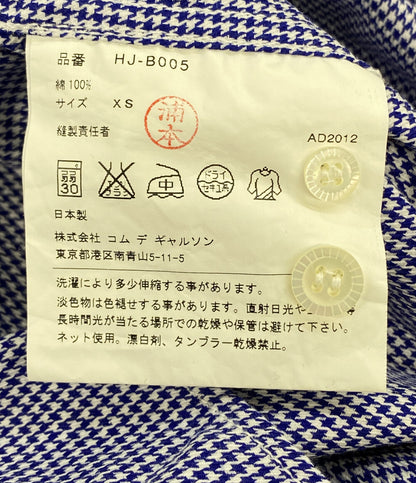 品番 HJ-B005
綿 100%
サイズ XS
縫製責任者
AD2012
弱
30
中
ドライ
セキユ系
日本製
株式会社 コム デ ギャルソン
東京都港区南青山5-11-5
洗濯により多少伸縮する事があります。
淡色物は色褪せする事があります。直射日光や
長時間光が当たる場所での乾燥や保管は避けて下さい。
ネット使用。漂白剤、タンブラー乾燥禁止。